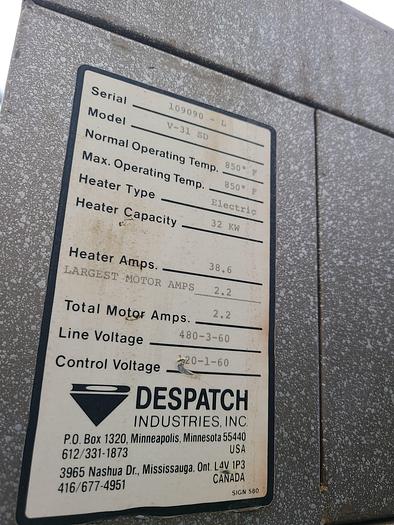 Serial 109090 - L
Model V-31 SD
Normal Operating Temp. 850° F
Max. Operating Temp. 850° F
Heater Type Electric
Heater Capacity 32 KW
Heater Amps. 38.6
LARGEST MOTOR AMPS 2.2
Total Motor Amps. 2.2
Line Voltage 480-3-60
Control Voltage 120-1-60
DESPATCH
INDUSTRIES, INC.
P.O. Box 1320, Minneapolis, Minnesota 55440
612/331-1873 USA
3965 Nashua Dr., Mississauga. Ont. L4V 1P3
416/677-4951 CANADA
SIGN 580